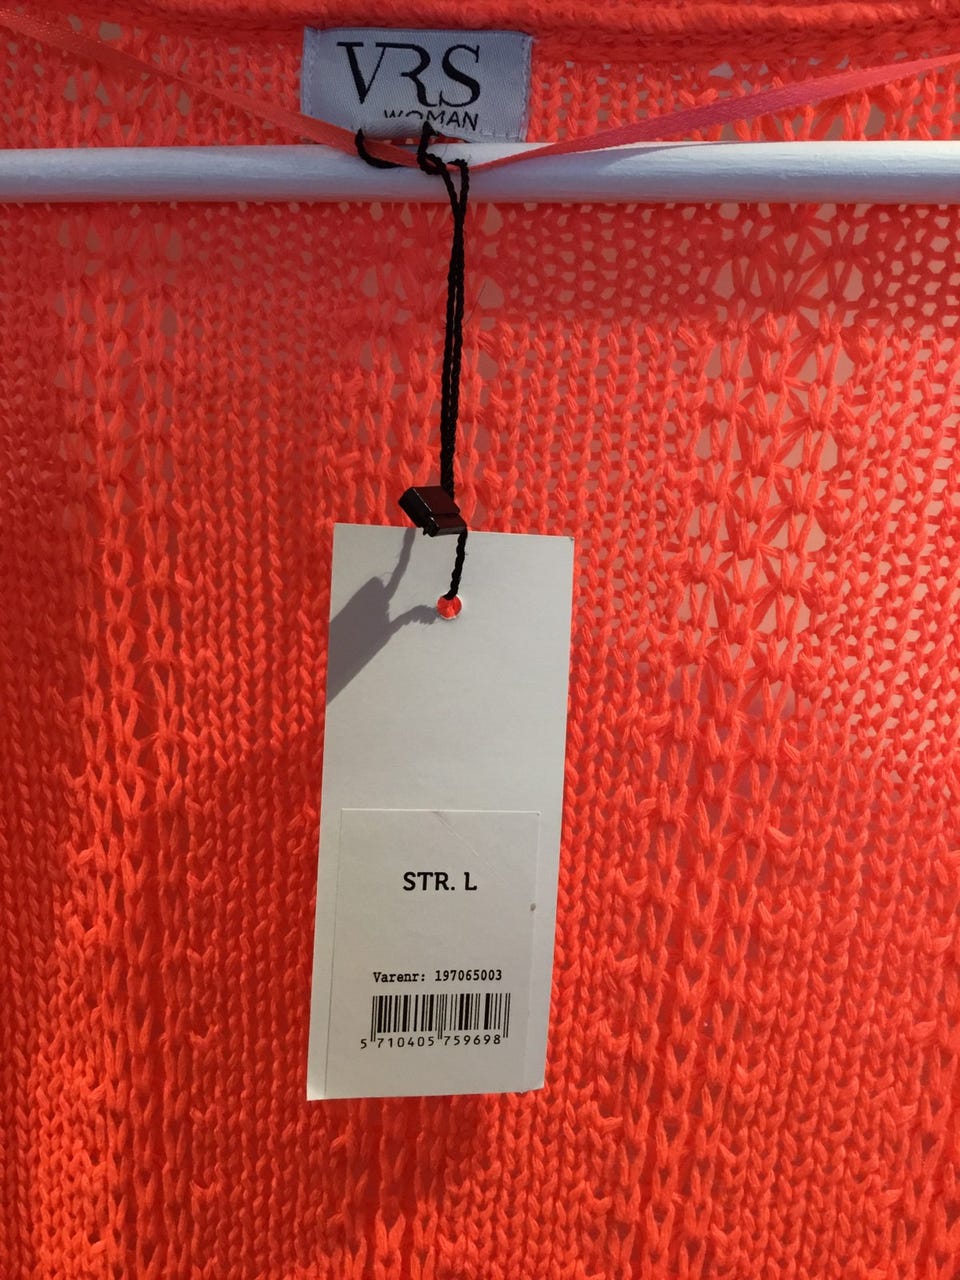 VRS
WOMAN
STR. L
Varenr: 197065003
5 710405 759698